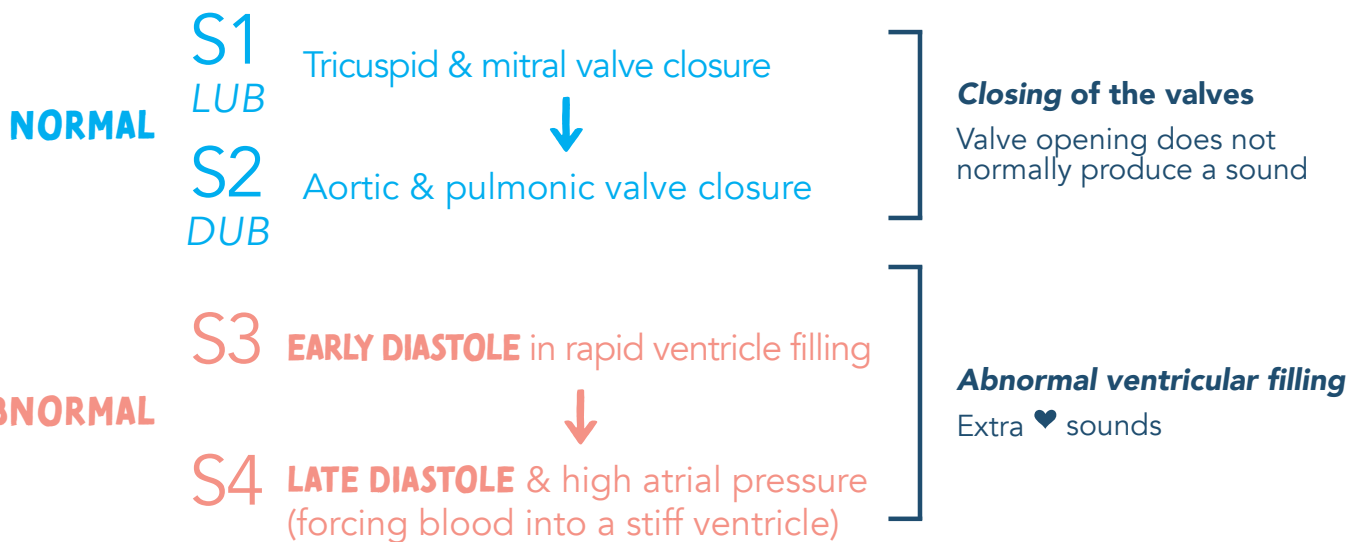 S1
LUB
Tricuspid & mitral valve closure
NORMAL
S2
DUB
Aortic & pulmonic valve closure
Closing of the valves
Valve opening does not
normally produce a sound
S3
EARLY DIASTOLE in rapid ventricle filling
BNORMAL
S4
LATE DIASTOLE & high atrial pressure
(forcing blood into a stiff ventricle)
Abnormal ventricular filling
Extra ♥ sounds